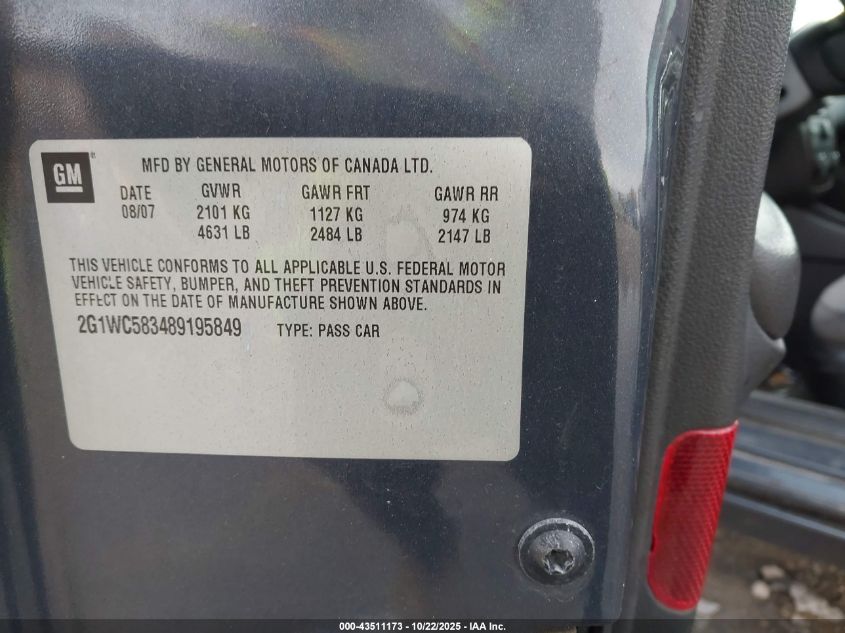 GM
MFD BY GENERAL MOTORS OF CANADA LTD.
DATE GVWR GAWR FRT GAWR RR
08/07 2101 KG 1127 KG 974 KG
4631 LB 2484 LB 2147 LB
THIS VEHICLE CONFORMS TO ALL APPLICABLE U.S. FEDERAL MOTOR
VEHICLE SAFETY, BUMPER, AND THEFT PREVENTION STANDARDS IN
EFFECT ON THE DATE OF MANUFACTURE SHOWN ABOVE.
2G1WC583489195849 TYPE: PASS CAR
000-43511173 - 10/22/2025 - IAA Inc.